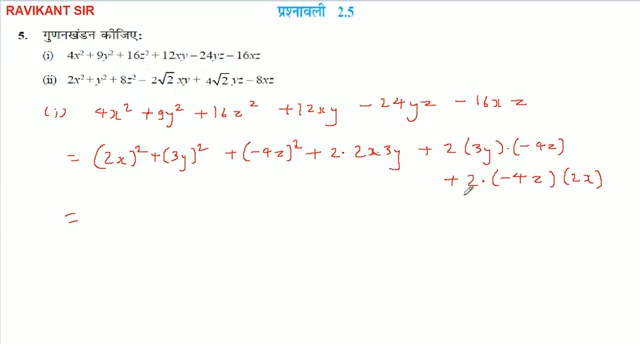 RAVIKANT SIR
प्रश्नावली 2.5
5. गुणनखंडन कीजिए:
(i) 4x² + 9y² + 16z² + 12xy – 24yz – 16xz
(ii) 2x² + y² + 8z² – 2√2 xy + 4√2 yz – 8xz
(i) 4x² + 9y² + 16z² + 12xy - 24yz - 16xz
= (2x)² + (3y)² + (-4z)² + 2·2x3y + 2(3y)·(-4z)
+ 2·(-4z)(2x)
=